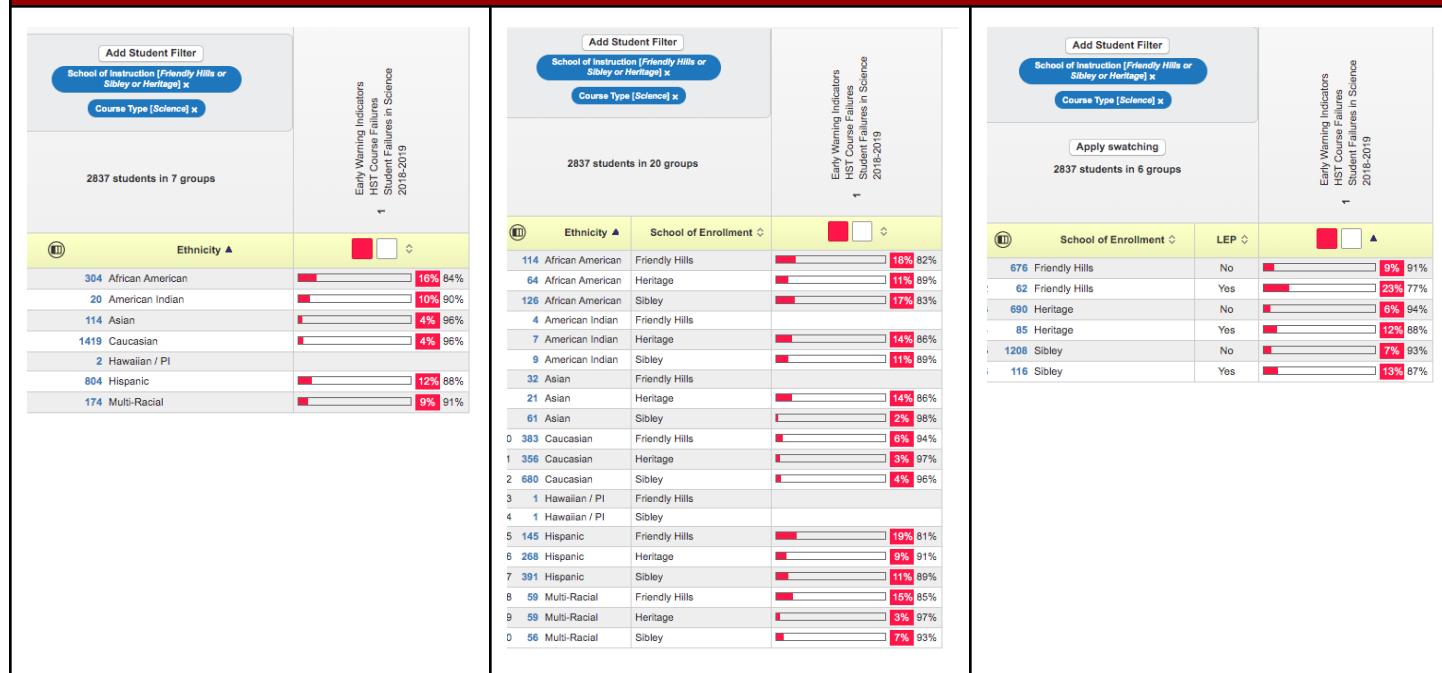 Add Student Filter
School of Instruction [Friendly Hills or
Sibley or Heritage] x
Course Type [Science] x
2837 students in 7 groups
Early Warning Indicators
HST Course Failures
Student Failures in Science
2018-2019
1
Ethnicity ▲
304 African American 16% 84%
20 American Indian 10% 90%
114 Asian 4% 96%
1419 Caucasian 4% 96%
2 Hawaiian / PI
804 Hispanic 12% 88%
174 Multi-Racial 9% 91%
Add Student Filter
School of Instruction [Friendly Hills or
Sibley or Heritage] x
Course Type [Science] x
2837 students in 20 groups
Early Warning Indicators
HST Course Failures
Student Failures in Science
2018-2019
1
Ethnicity ▲ School of Enrollment
114 African American Friendly Hills 18% 82%
64 African American Heritage 11% 89%
126 African American Sibley 17% 83%
4 American Indian Friendly Hills
7 American Indian Heritage 14% 86%
9 American Indian Sibley 11% 89%
32 Asian Friendly Hills
21 Asian Heritage 14% 86%
61 Asian Sibley 2% 98%
0 383 Caucasian Friendly Hills 6% 94%
1 356 Caucasian Heritage 3% 97%
2 680 Caucasian Sibley 4% 96%
3 1 Hawaiian / PI Friendly Hills
4 1 Hawaiian / PI Sibley
5 145 Hispanic Friendly Hills 19% 81%
6 268 Hispanic Heritage 9% 91%
7 391 Hispanic Sibley 11% 89%
8 59 Multi-Racial Friendly Hills 15% 85%
9 59 Multi-Racial Heritage 3% 97%
0 56 Multi-Racial Sibley 7% 93%
Add Student Filter
School of Instruction [Friendly Hills or
Sibley or Heritage] x
Course Type [Science] x
Apply swatching
2837 students in 6 groups
Early Warning Indicators
HST Course Failures
Student Failures in Science
2018-2019
1
School of Enrollment LEP ▲
676 Friendly Hills No 9% 91%
62 Friendly Hills Yes 23% 77%
690 Heritage No 6% 94%
85 Heritage Yes 12% 88%
1208 Sibley No 7% 93%
116 Sibley Yes 13% 87%